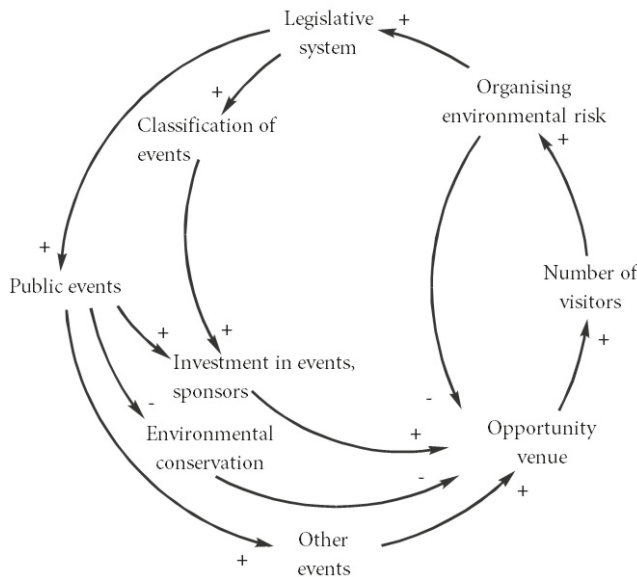 Legislative
system
+
+
Organising
environmental risk
+
Classification of
events
+
+
Public events
Number of
visitors
+
+
+
Investment in events,
sponsors
-
-
Environmental
conservation
+
Opportunity
venue
-
+
+
Other
events